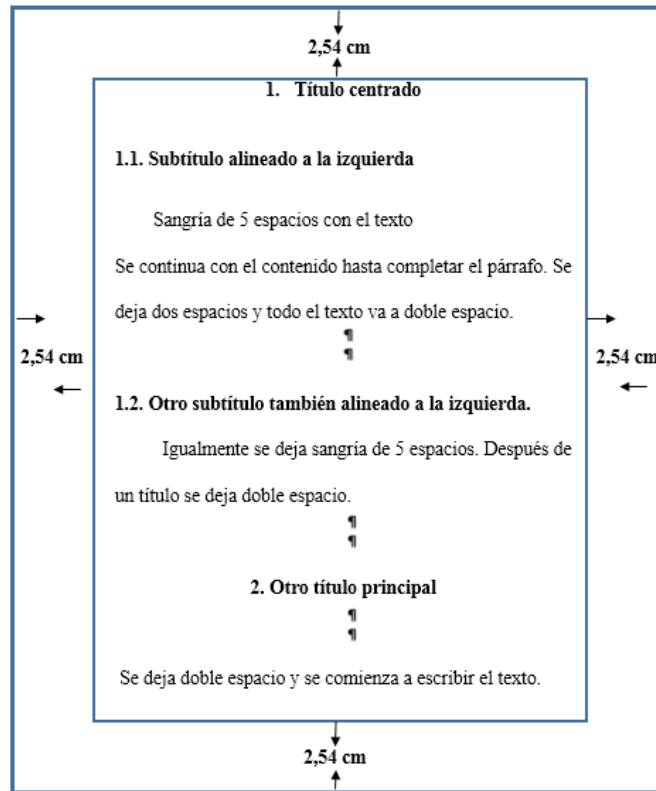 2,54 cm
1. Título centrado
1.1. Subtítulo alineado a la izquierda
Sangría de 5 espacios con el texto
Se continua con el contenido hasta completar el párrafo. Se
deja dos espacios y todo el texto va a doble espacio.
¶
¶
2,54 cm
2,54 cm
1.2. Otro subtítulo también alineado a la izquierda.
Igualmente se deja sangría de 5 espacios. Después de
un título se deja doble espacio.
¶
¶
2. Otro título principal
¶
¶
Se deja doble espacio y se comienza a escribir el texto.
2,54 cm